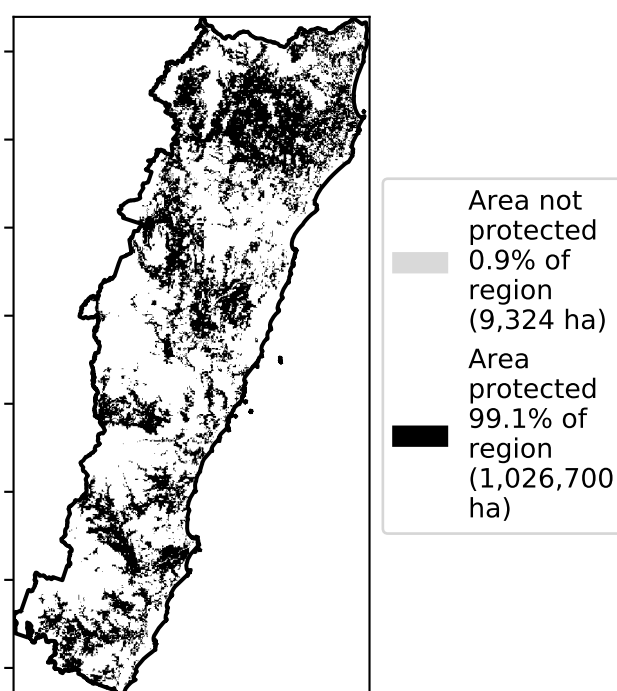 Area not
protected
0.9% of
region
(9,324 ha)
Area
protected
99.1% of
region
(1,026,700
ha)